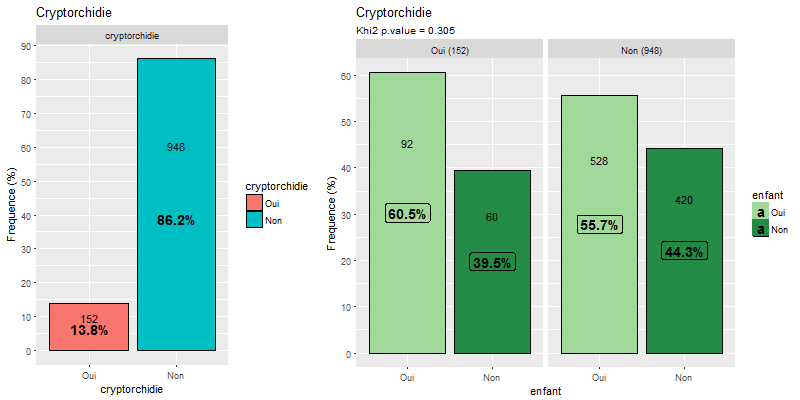 Cryptorchidie
cryptorchidie
Frequence (%)
90
80
70
60
50
40
30
20
10
0
948
86.2%
152
13.8%
Oui
Non
cryptorchidie
cryptorchidie
Oui
Non
Cryptorchidie
Khi2 p.value = 0.305
Oui (152)
Non (948)
Frequence (%)
60
50
40
30
20
10
0
92
60.5%
60
39.5%
528
55.7%
420
44.3%
Oui
Non
Oui
Non
enfant
enfant
a Oui
a Non